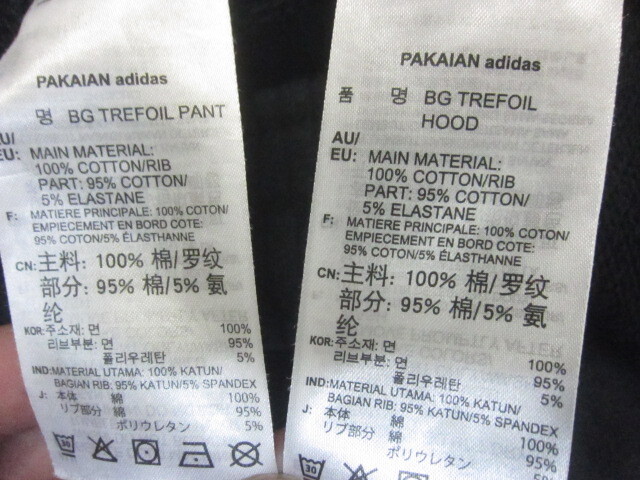 PAKAIAN adidas
명 BG TREFOIL PANT
EU/
EU: MAIN MATERIAL:
100% COTTON/RIB
PART: 95% COTTON/
5% ELASTANE
F: MATIERE PRINCIPALE: 100% COTON/
EMPIECEMENT EN BORD COTE:
95% COTON/5% ÉLASTHANNE
CN: 主料: 100% 棉/罗纹
部分: 95% 棉/5% 氨
纶
KOR: 주소재: 면 100%
리브부분: 면 95%
폴리우레탄 5%
IND: MATERIAL UTAMA: 100% KATUN/
BAGIAN RIB: 95% KATUN/5% SPANDEX
J: 本体 綿 100%
リブ部分 綿 95%
ポリウレタン 5%
30
PAKAIAN adidas
품 명 BG TREFOIL
HOOD
AU/
EU: MAIN MATERIAL:
100% COTTON/RIB
PART: 95% COTTON/
5% ELASTANE
F: MATIERE PRINCIPALE: 100% COTON/
EMPIECEMENT EN BORD COTE:
95% COTON/5% ÉLASTHANNE
CN: 主料: 100% 棉/罗纹
部分: 95% 棉/5% 氨
纶
KOR: 주소재: 면 100%
리브부분: 면 95%
폴리우레탄 5%
IND: MATERIAL UTAMA: 100% KATUN/
BAGIAN RIB: 95% KATUN/5% SPANDEX
J: 本体 綿 100%
リブ部分 綿 95%
ポリウレタン 5%
30